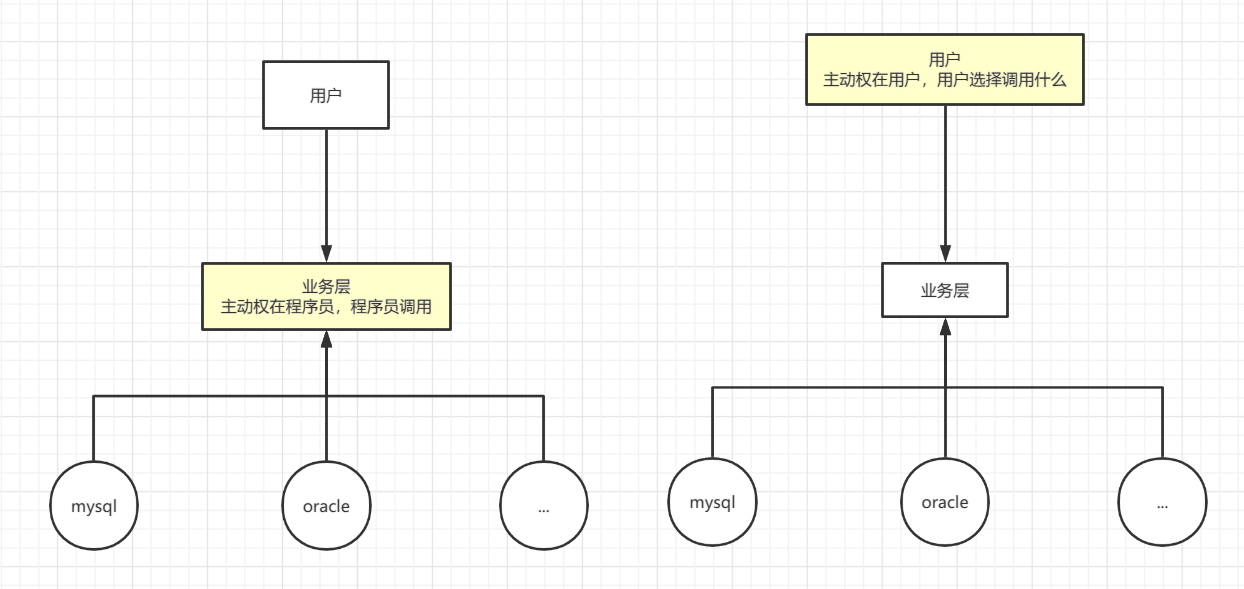 用户
业务层
主动权在程序员，程序员调用
mysql
oracle
...
用户
主动权在用户，用户选择调用什么
业务层
mysql
oracle
...